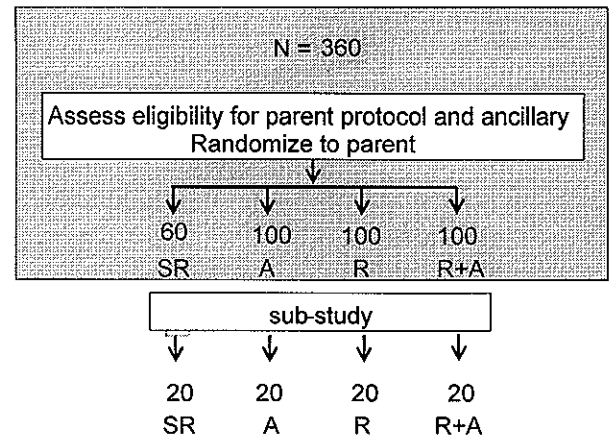 N = 360
Assess eligibility for parent protocol and ancillary
Randomize to parent
60 100 100 100
SR A R R+A
sub-study
20 20 20 20
SR A R R+A